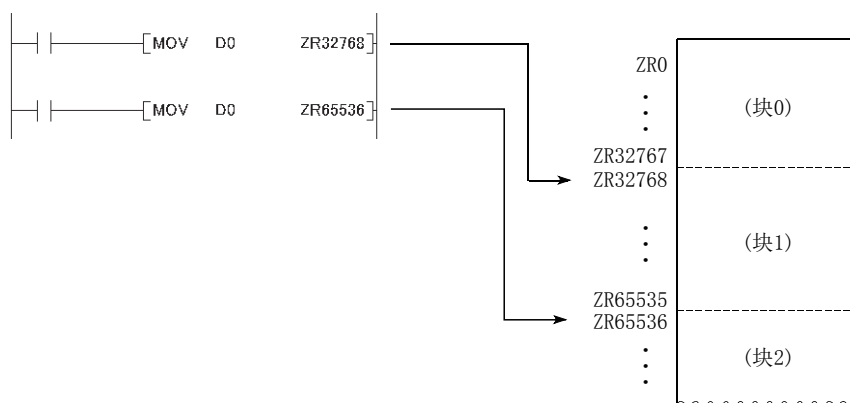 MOV D0 ZR32768
MOV D0 ZR65536
ZR0
(块0)
ZR32767
ZR32768
(块1)
ZR65535
ZR65536
(块2)